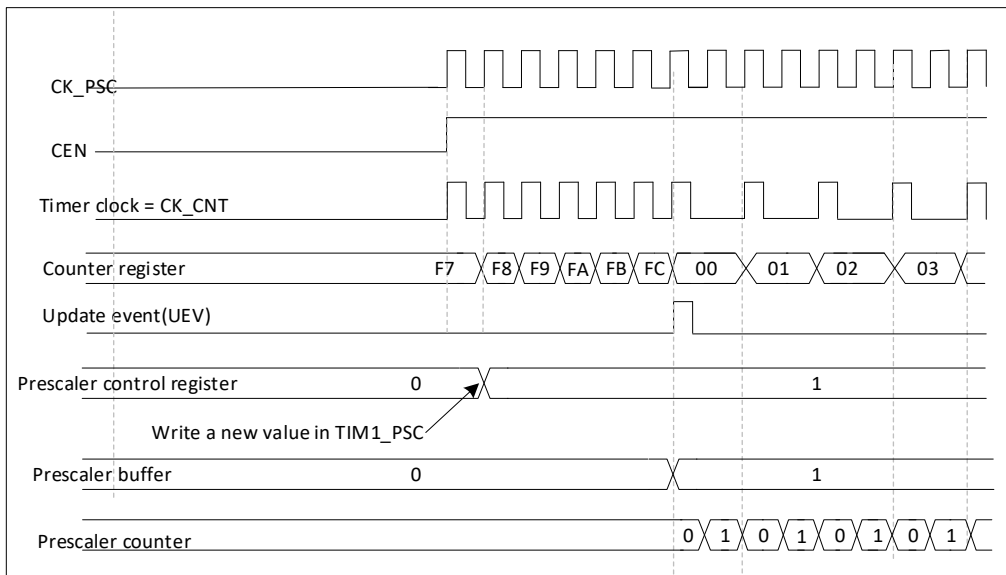 CK_PSC
CEN
Timer clock = CK_CNT
Counter register F7 F8 F9 FA FB FC 00 01 02 03
Update event(UEV)
Prescaler control register 0 1
Write a new value in TIM1_PSC
Prescaler buffer 0 1
Prescaler counter 0 1 0 1 0 1 0 1